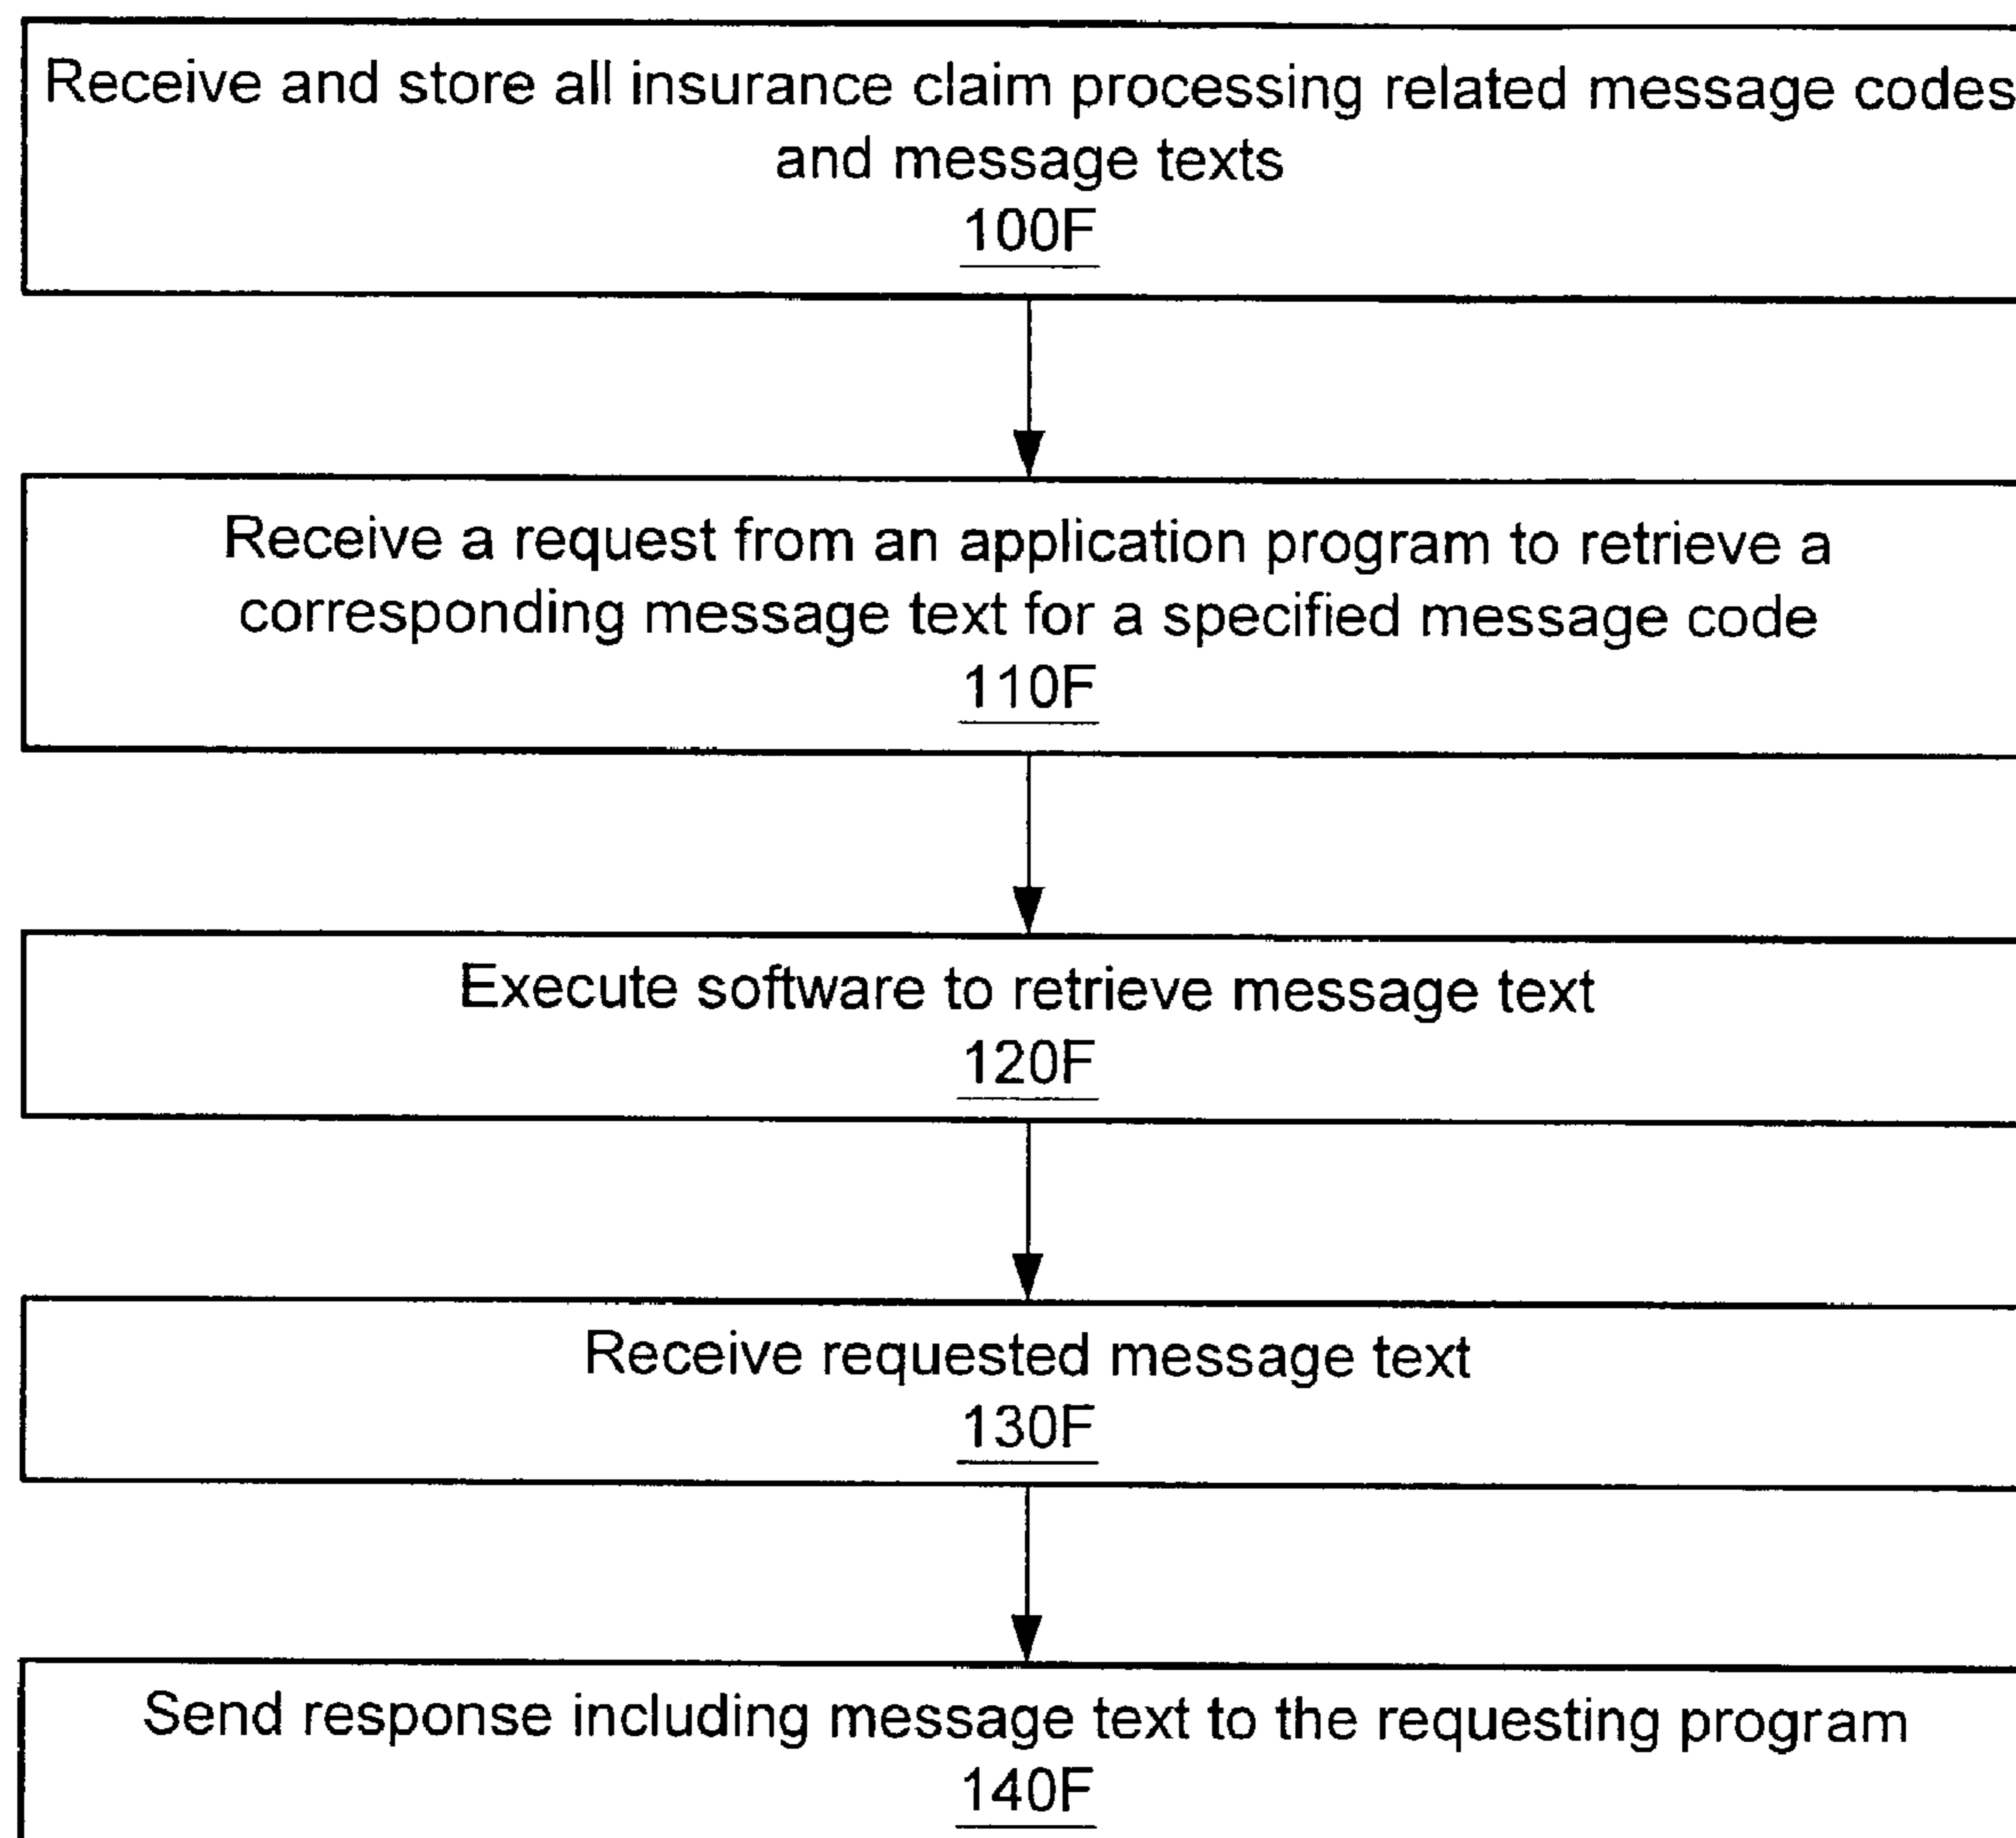 Receive and store all insurance claim processing related message codes
and message texts
100F
Receive a request from an application program to retrieve a
corresponding message text for a specified message code
110F
Execute software to retrieve message text
120F
Receive requested message text
130F
Send response including message text to the requesting program
140F